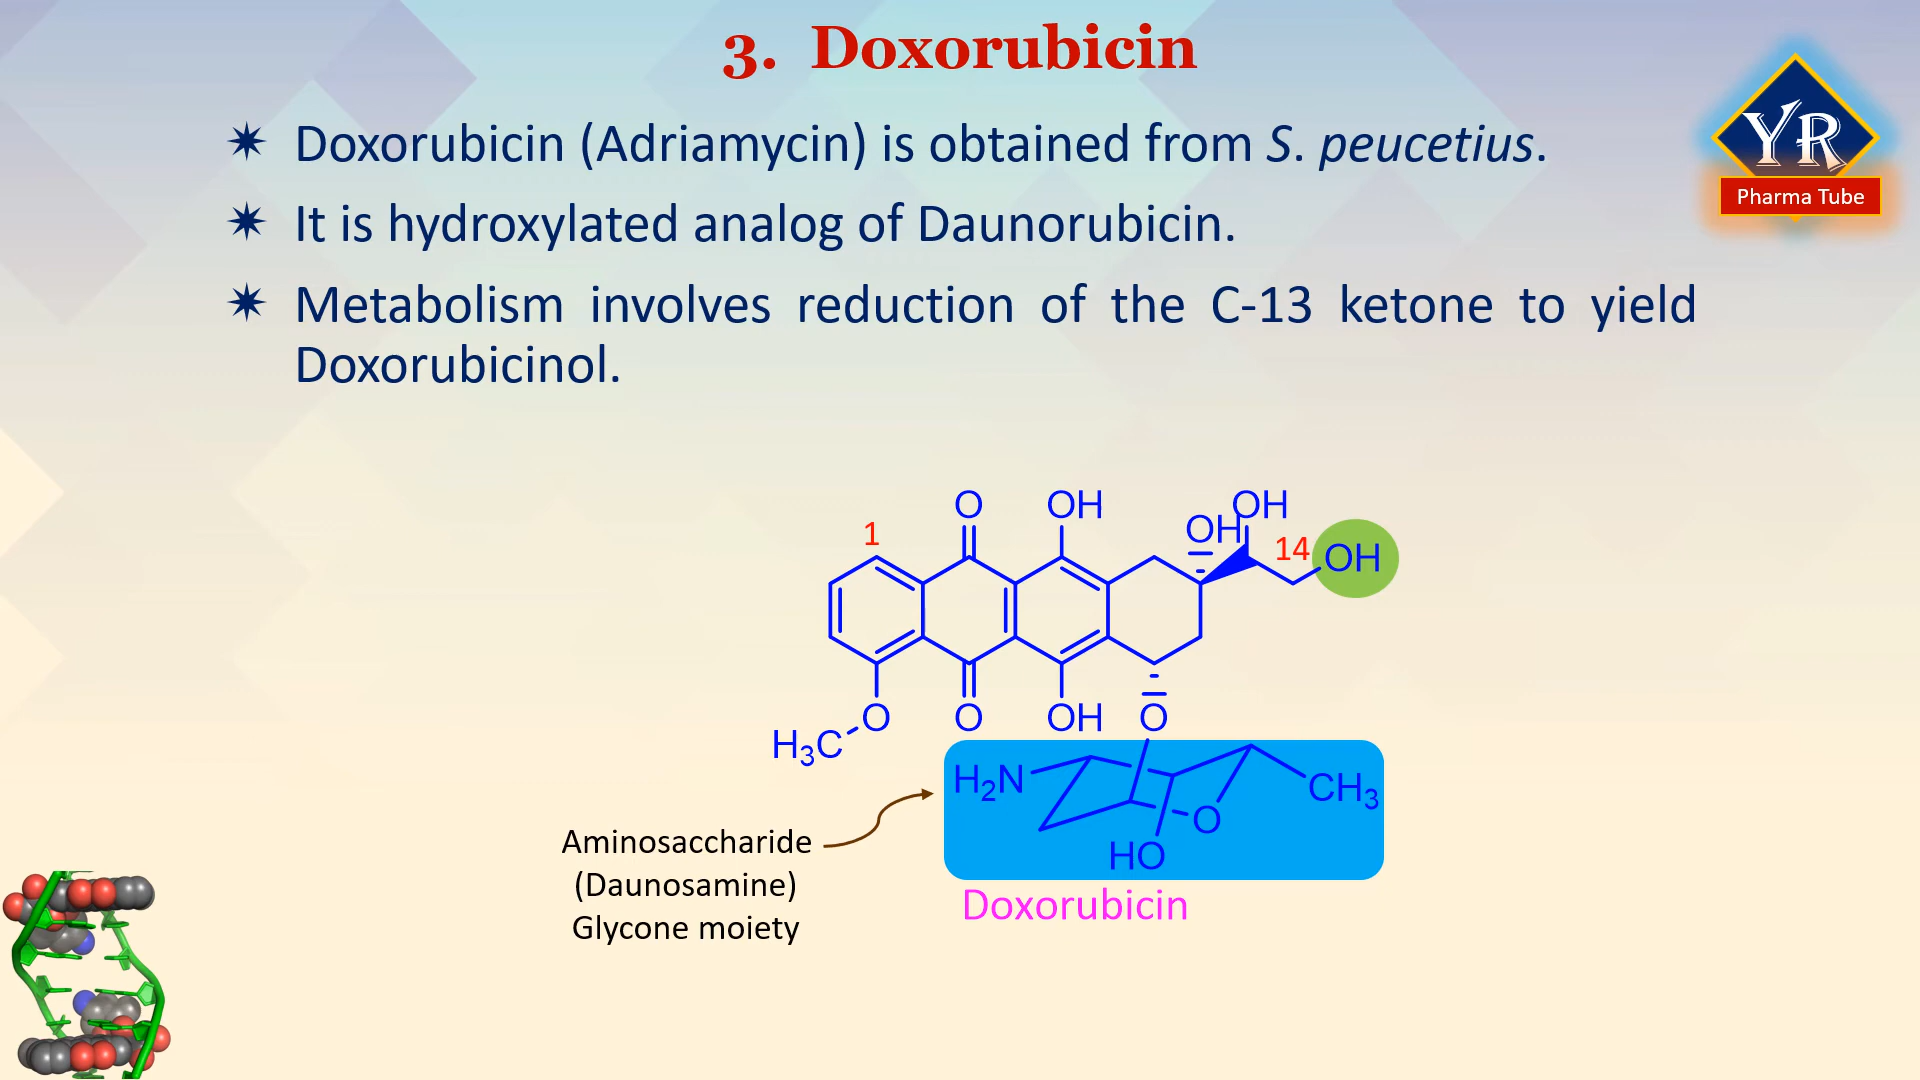 3. Doxorubicin
YR
Pharma Tube
✷ Doxorubicin (Adriamycin) is obtained from S. peucetius.
✷ It is hydroxylated analog of Daunorubicin.
✷ Metabolism involves reduction of the C-13 ketone to yield
Doxorubicinol.
O OH OH OH
1 14 OH
O O OH O
H₃C
H₂N CH₃
O
HO
Aminosaccharide
(Daunosamine)
Glycone moiety
Doxorubicin